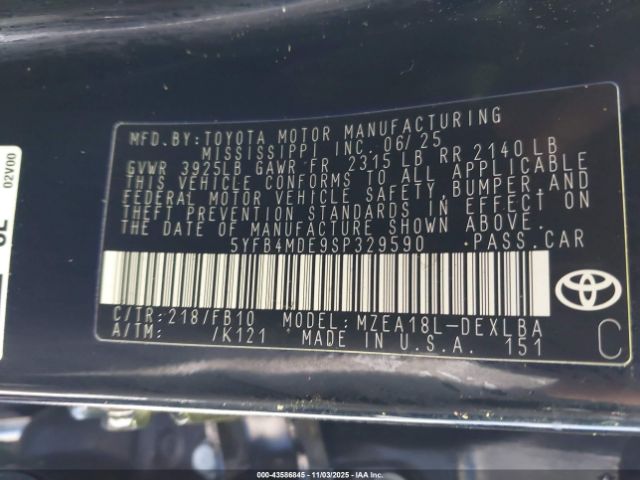 MFD. BY: TOYOTA MOTOR MANUFACTURING
MISSISSIPPI INC. 06/25
GVWR 3925LB GAWR FR 2315 LB RR 2140 LB
THIS VEHICLE CONFORMS TO ALL APPLICABLE
FEDERAL MOTOR VEHICLE SAFETY, BUMPER, AND
THEFT PREVENTION STANDARDS IN EFFECT ON
THE DATE OF MANUFACTURE SHOWN ABOVE.
5YFB4MDE9SP329590 ·PASS. CAR
C/TR: 218/FB10 MODEL: MZEA18L-DEXLBA
A/TM: /K121 MADE IN U.S.A. 151
C
02V00
000-43586845 - 11/03/2025 - IAA Inc.